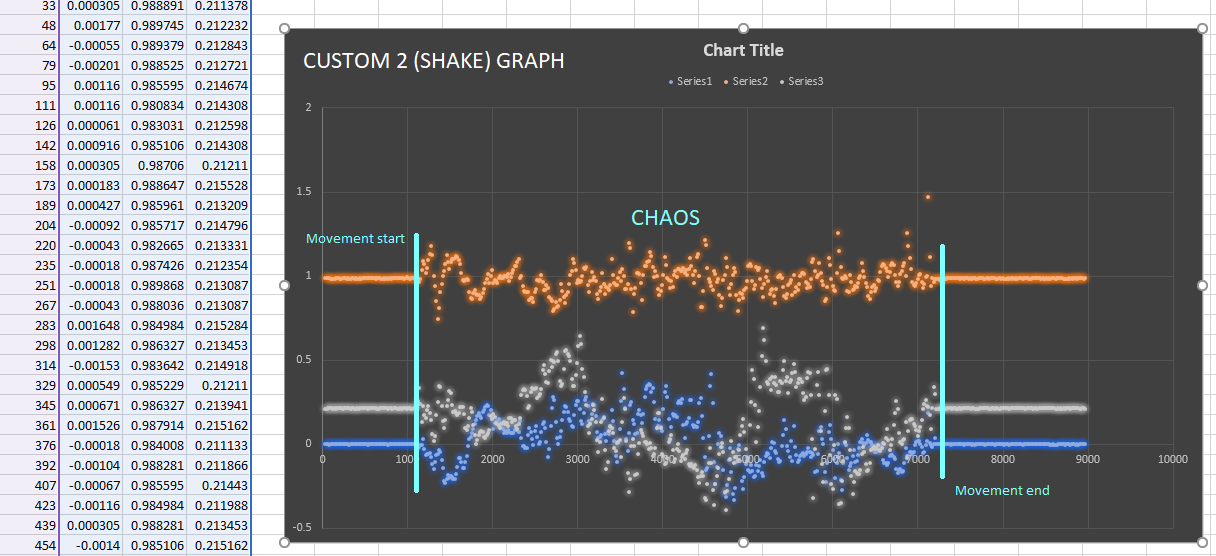 33 0.000305 0.988891 0.211378
48 0.00177 0.989745 0.212232
64 -0.00055 0.989379 0.212843
79 -0.00201 0.988525 0.212721
95 0.00116 0.985595 0.214674
111 0.00116 0.980834 0.214308
126 0.000061 0.983031 0.212598
142 0.000916 0.985106 0.214308
158 0.000305 0.98706 0.21211
173 0.000183 0.988647 0.215528
189 0.000427 0.985961 0.213209
204 -0.00092 0.985717 0.214796
220 -0.00043 0.982665 0.213331
235 -0.00018 0.987426 0.212354
251 -0.00018 0.989868 0.213087
267 -0.00043 0.988036 0.213087
283 0.001648 0.984984 0.215284
298 0.001282 0.986327 0.213453
314 -0.00153 0.983642 0.214918
329 0.000549 0.985229 0.21211
345 0.000671 0.986327 0.213941
361 0.001526 0.987914 0.215162
376 -0.00018 0.984008 0.211133
392 -0.00104 0.988281 0.211866
407 -0.00067 0.985595 0.21443
423 -0.00116 0.984984 0.211988
439 0.000305 0.988281 0.213453
454 -0.0014 0.985106 0.215162
Chart Title
CUSTOM 2 (SHAKE) GRAPH
Series1 Series2 Series3
2
1.5
CHAOS
Movement start
1
0.5
0
0 1000 2000 3000 4000 5000 6000 7000 8000 9000 10000
Movement end
-0.5